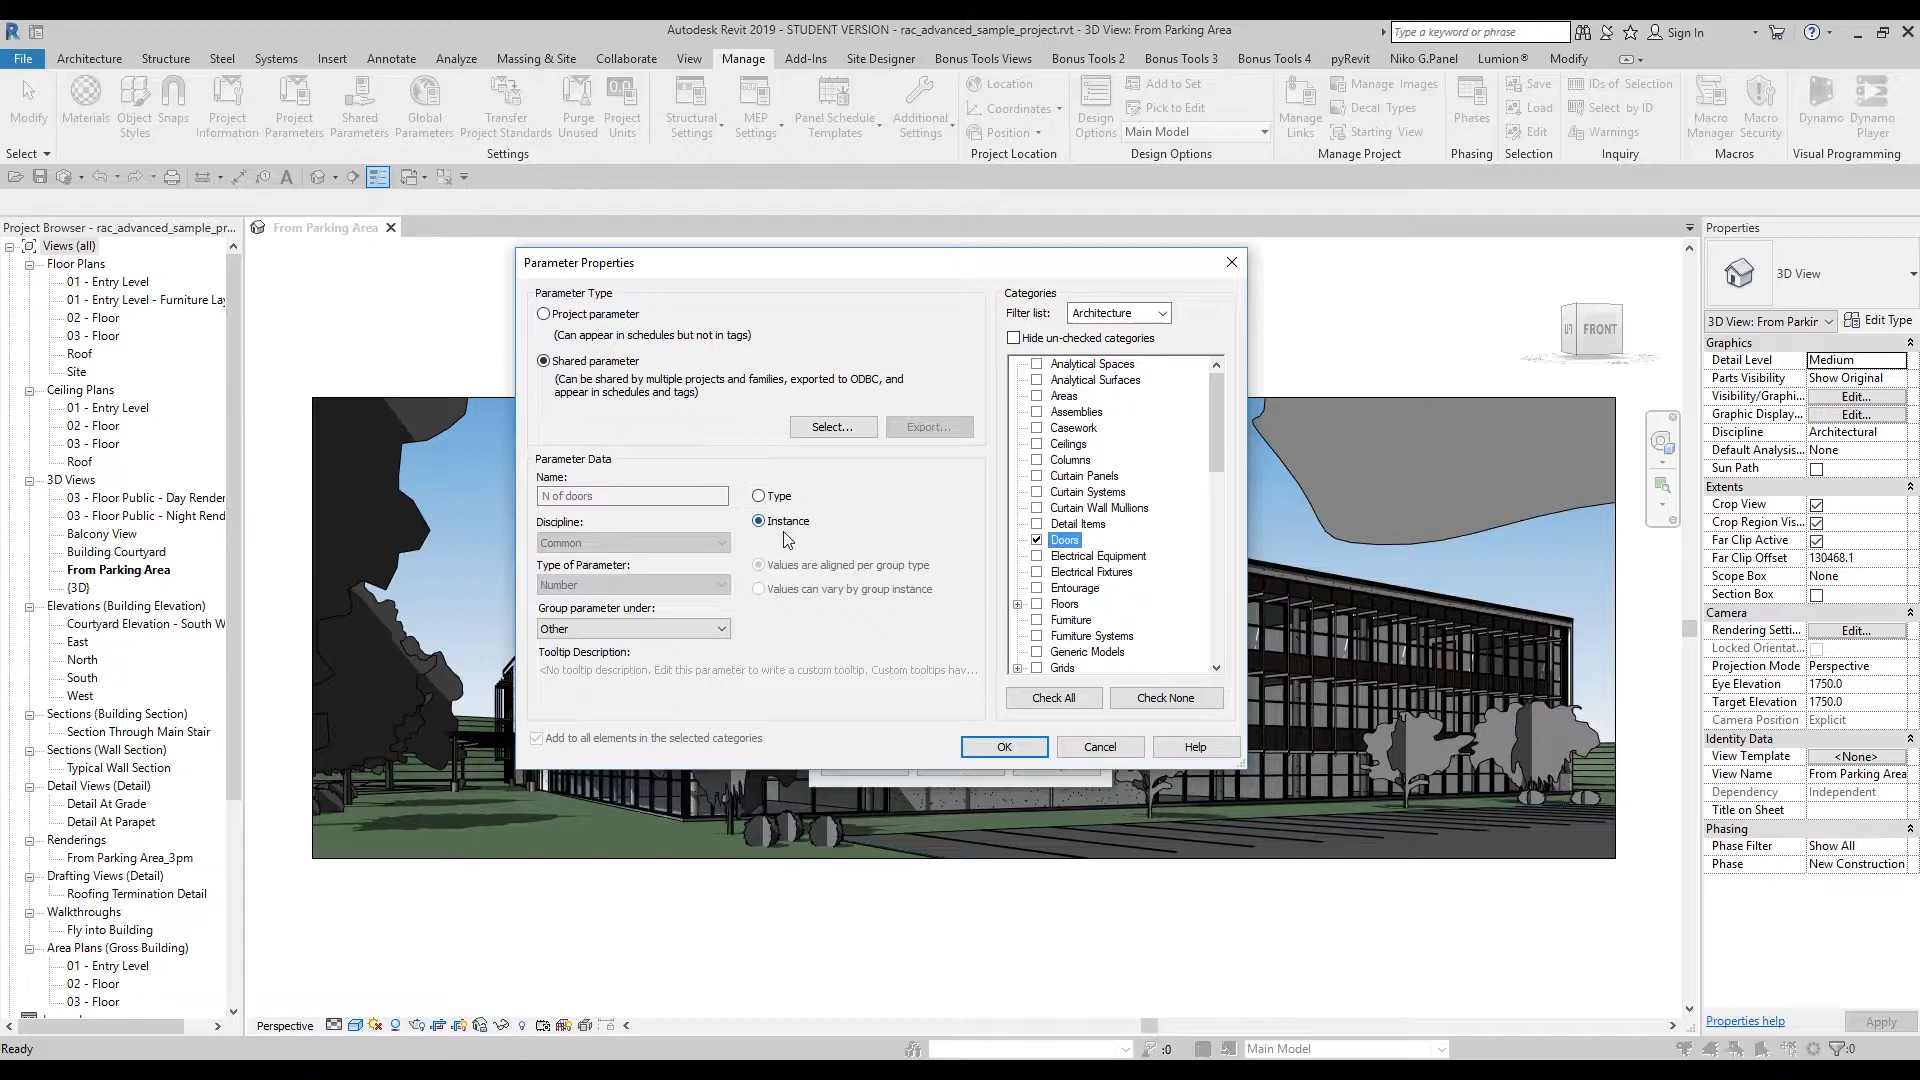 Autodesk Revit 2019 - STUDENT VERSION - rac_advanced_sample_project.rvt - 3D View: From Parking Area
Type a keyword or phrase
Sign In
File Architecture Structure Steel Systems Insert Annotate Analyze Massing & Site Collaborate View Manage Add-Ins Site Designer Bonus Tools Views Bonus Tools 2 Bonus Tools 3 Bonus Tools 4 pyRevit Niko G.Panel Lumion® Modify
Modify
Materials
Object Styles
Snaps
Project Information
Project Parameters
Shared Parameters
Global Parameters
Transfer Project Standards
Purge Unused
Project Units
Structural Settings
MEP Settings
Panel Schedule Templates
Additional Settings
Location
Coordinates
Position
Design Options
Add to Set
Pick to Edit
Main Model
Manage Links
Manage Images
Decal Types
Starting View
Phases
Save
Load
Edit
IDs of Selection
Select by ID
Warnings
Macro Manager
Macro Security
Dynamo
Dynamo Player
Select Settings Project Location Design Options Manage Project Phasing Selection Inquiry Macros Visual Programming
Project Browser - rac_advanced_sample_pr...
Views (all)
Floor Plans
01 - Entry Level
01 - Entry Level - Furniture La
02 - Floor
03 - Floor
Roof
Site
Ceiling Plans
01 - Entry Level
02 - Floor
03 - Floor
Roof
3D Views
03 - Floor Public - Day Render
03 - Floor Public - Night Rend
Balcony View
Building Courtyard
From Parking Area
{3D}
Elevations (Building Elevation)
Courtyard Elevation - South W
East
North
South
West
Sections (Building Section)
Section Through Main Stair
Sections (Wall Section)
Typical Wall Section
Detail Views (Detail)
Detail At Grade
Detail At Parapet
Renderings
From Parking Area_3pm
Drafting Views (Detail)
Roofing Termination Detail
Walkthroughs
Fly into Building
Area Plans (Gross Building)
01 - Entry Level
02 - Floor
03 - Floor
From Parking Area
FRONT
Parameter Properties
Parameter Type
Project parameter
(Can appear in schedules but not in tags)
Shared parameter
(Can be shared by multiple projects and families, exported to ODBC, and
appear in schedules and tags)
Select...
Export...
Parameter Data
Name:
N of doors
Discipline:
Common
Type of Parameter:
Number
Group parameter under:
Other
Tooltip Description:
<No tooltip description. Edit this parameter to write a custom tooltip. Custom tooltips hav...
Type
Instance
Values are aligned per group type
Values can vary by group instance
Add to all elements in the selected categories
Categories
Filter list:
Architecture
Hide un-checked categories
Analytical Spaces
Analytical Surfaces
Areas
Assemblies
Casework
Ceilings
Columns
Curtain Panels
Curtain Systems
Curtain Wall Mullions
Detail Items
Doors
Electrical Equipment
Electrical Fixtures
Entourage
Floors
Furniture
Furniture Systems
Generic Models
Grids
Check All
Check None
OK
Cancel
Help
Properties
3D View
3D View: From Parkir
Edit Type
Graphics
Detail Level Medium
Parts Visibility Show Original
Visibility/Graphi... Edit...
Graphic Display... Edit...
Discipline Architectural
Default Analysis... None
Sun Path
Extents
Crop View
Crop Region Vis...
Far Clip Active
Far Clip Offset 130468.1
Scope Box None
Section Box
Camera
Rendering Setti... Edit...
Locked Orientat...
Projection Mode Perspective
Eye Elevation 1750.0
Target Elevation 1750.0
Camera Position Explicit
Identity Data
View Template <None>
View Name From Parking Area
Dependency Independent
Title on Sheet
Phasing
Phase Filter Show All
Phase New Construction
Properties help
Apply
Perspective
Ready
:0
Main Model
:0